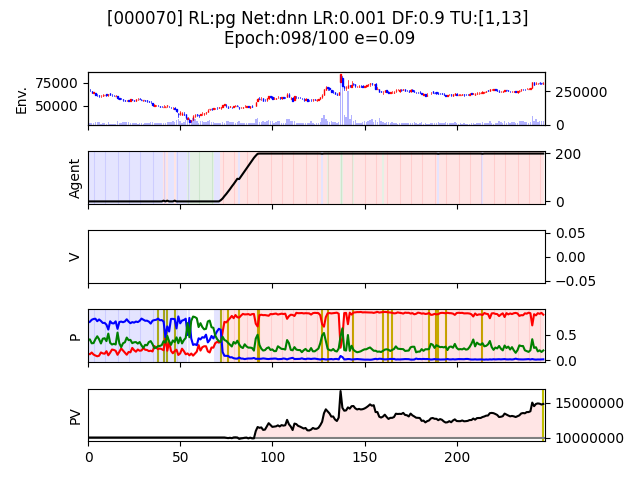 [000070] RL:pg Net:dnn LR:0.001 DF:0.9 TU:[1,13]
Epoch:098/100 e=0.09
Env.
75000
50000
250000
0
Agent
200
0
V
0.05
0.00
−0.05
P
0.5
0.0
PV
15000000
10000000
0 50 100 150 200